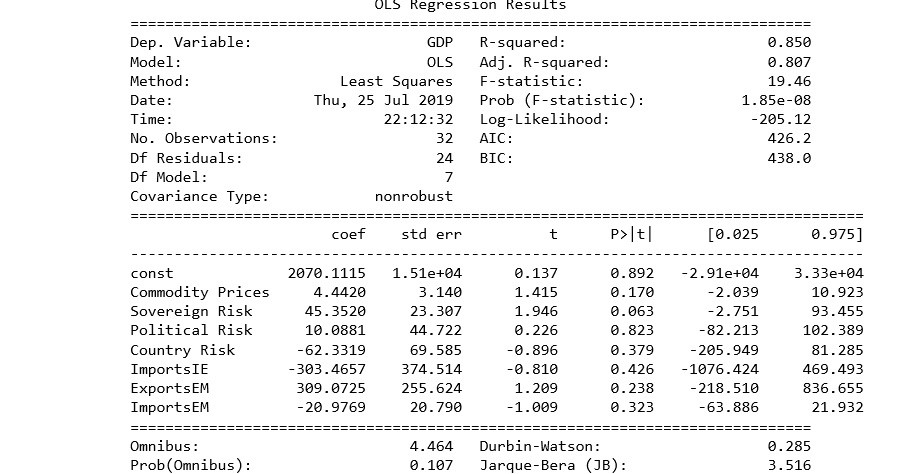 OLS Regression Results
==============================================================================
Dep. Variable: GDP R-squared: 0.850
Model: OLS Adj. R-squared: 0.807
Method: Least Squares F-statistic: 19.46
Date: Thu, 25 Jul 2019 Prob (F-statistic): 1.85e-08
Time: 22:12:32 Log-Likelihood: -205.12
No. Observations: 32 AIC: 426.2
Df Residuals: 24 BIC: 438.0
Df Model: 7
Covariance Type: nonrobust
====================================================================================
coef std err t P>|t| [0.025 0.975]
------------------------------------------------------------------------------------
const 2070.1115 1.51e+04 0.137 0.892 -2.91e+04 3.33e+04
Commodity Prices 4.4420 3.140 1.415 0.170 -2.039 10.923
Sovereign Risk 45.3520 23.307 1.946 0.063 -2.751 93.455
Political Risk 10.0881 44.722 0.226 0.823 -82.213 102.389
Country Risk -62.3319 69.585 -0.896 0.379 -205.949 81.285
ImportsIE -303.4657 374.514 -0.810 0.426 -1076.424 469.493
ExportsEM 309.0725 255.624 1.209 0.238 -218.510 836.655
ImportsEM -20.9769 20.790 -1.009 0.323 -63.886 21.932
==============================================================================
Omnibus: 4.464 Durbin-Watson: 0.285
Prob(Omnibus): 0.107 Jarque-Bera (JB): 3.516